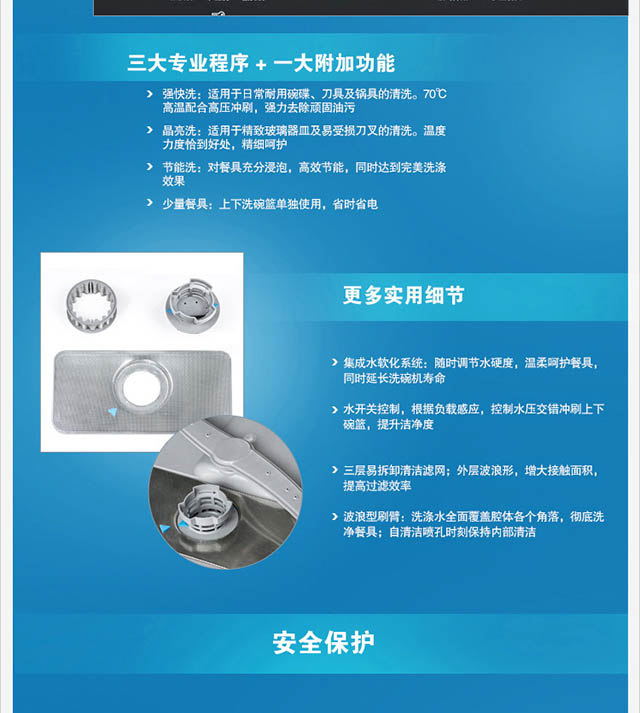 三大专业程序 + 一大附加功能
强快洗：适用于日常耐用碗碟、刀具及锅具的清洗。70℃
高温配合高压冲刷，强力去除顽固油污
晶亮洗：适用于精致玻璃器皿及易受损刀叉的清洗。温度
力度恰到好处，精细呵护
节能洗：对餐具充分浸泡，高效节能，同时达到完美洗涤
效果
少量餐具：上下洗碗篮单独使用，省时省电
更多实用细节
集成水软化系统：随时调节水硬度，温柔呵护餐具，
同时延长洗碗机寿命
水开关控制，根据负载感应，控制水压交错冲刷上下
碗篮，提升洁净度
三层易拆卸清洁滤网；外层波浪形，增大接触面积，
提高过滤效率
波浪型刷臂：洗涤水全面覆盖腔体各个角落，彻底洗
净餐具；自清洁喷孔时刻保持内部清洁
安全保护